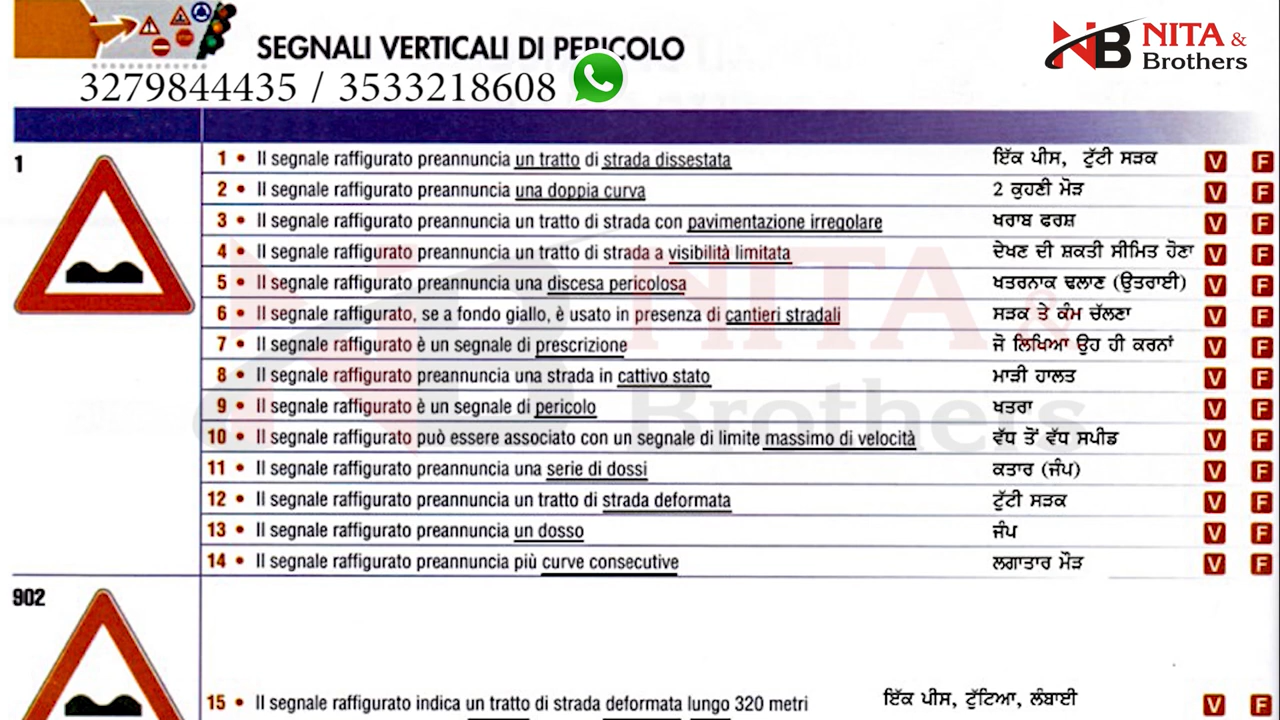 SEGNALI VERTICALI DI PERICOLO
NITA &
Brothers
3279844435 / 3533218608
1
1 • Il segnale raffigurato preannuncia un tratto di strada dissestata ਇੱਕ ਪੀਸ, ਟੁੱਟੀ ਸੜਕ V F
2 • Il segnale raffigurato preannuncia una doppia curva 2 ਕੂਹਣੀ ਮੋੜ V F
3 • Il segnale raffigurato preannuncia un tratto di strada con pavimentazione irregolare ਖਰਾਬ ਫਰਸ਼ V F
4 • Il segnale raffigurato preannuncia un tratto di strada a visibilità limitata ਦੇਖਣ ਦੀ ਸ਼ਕਤੀ ਸੀਮਿਤ ਹੋਣਾ V F
5 • Il segnale raffigurato preannuncia una discesa pericolosa ਖਤਰਨਾਕ ਢਲਾਣ (ਉਤਰਾਈ) V F
6 • Il segnale raffigurato, se a fondo giallo, è usato in presenza di cantieri stradali ਸੜਕ ਤੇ ਕੰਮ ਚੱਲਣਾ V F
7 • Il segnale raffigurato è un segnale di prescrizione ਜੋ ਲਿਖਿਆ ਉਹ ਹੀ ਕਰਨਾਂ V F
8 • Il segnale raffigurato preannuncia una strada in cattivo stato ਮਾੜੀ ਹਾਲਤ V F
9 • Il segnale raffigurato è un segnale di pericolo ਖਤਰਾ V F
10 • Il segnale raffigurato può essere associato con un segnale di limite massimo di velocità ਵੱਧ ਤੋਂ ਵੱਧ ਸਪੀਡ V F
11 • Il segnale raffigurato preannuncia una serie di dossi ਕਤਾਰ (ਜੰਪ) V F
12 • Il segnale raffigurato preannuncia un tratto di strada deformata ਟੁੱਟੀ ਸੜਕ V F
13 • Il segnale raffigurato preannuncia un dosso ਜੰਪ V F
14 • Il segnale raffigurato preannuncia più curve consecutive ਲਗਾਤਾਰ ਮੌੜ V F
902
15 • Il segnale raffigurato indica un tratto di strada deformata lungo 320 metri ਇੱਕ ਪੀਸ, ਟੁੱਟਿਆ, ਲੰਬਾਈ V F